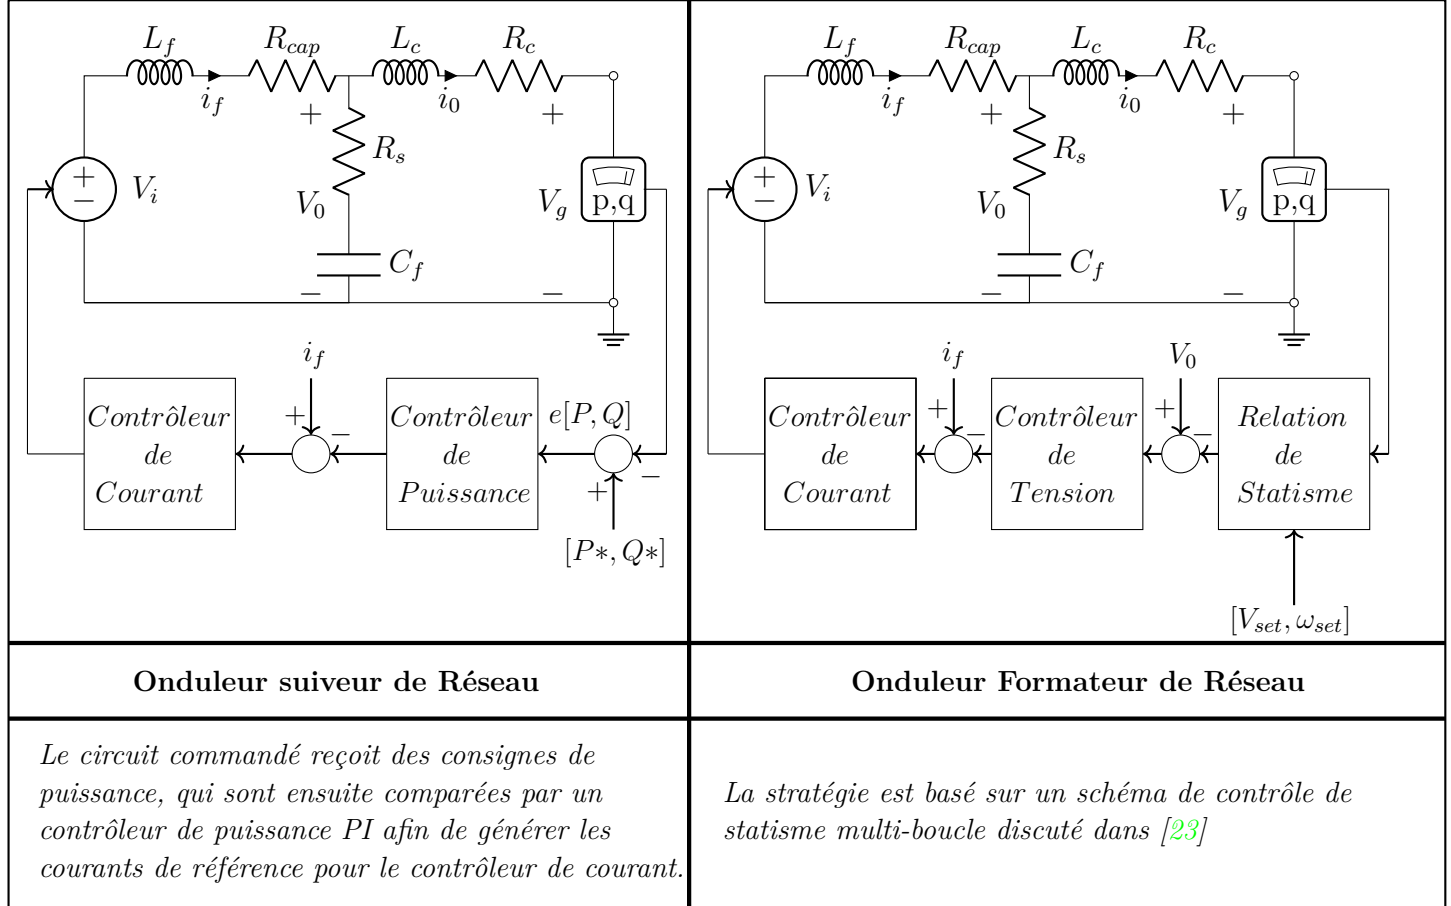 L_f R_cap L_c R_c
i_f i_0
+ +
R_s
+ − V_i
V_0 V_g p,q
C_f
− −
i_f
+ −
Contrôleur
de
Courant
Contrôleur
de
Puissance
e[P, Q]
+ −
[P*, Q*]
L_f R_cap L_c R_c
i_f i_0
+ +
R_s
+ − V_i
V_0 V_g p,q
C_f
− −
i_f V_0
+ − + −
Contrôleur
de
Courant
Contrôleur
de
Tension
Relation
de
Statisme
[V_set, ω_set]
Onduleur suiveur de Réseau
Onduleur Formateur de Réseau
Le circuit commandé reçoit des consignes de
puissance, qui sont ensuite comparées par un
contrôleur de puissance PI afin de générer les
courants de référence pour le contrôleur de courant.
La stratégie est basé sur un schéma de contrôle de
statisme multi-boucle discuté dans [23]